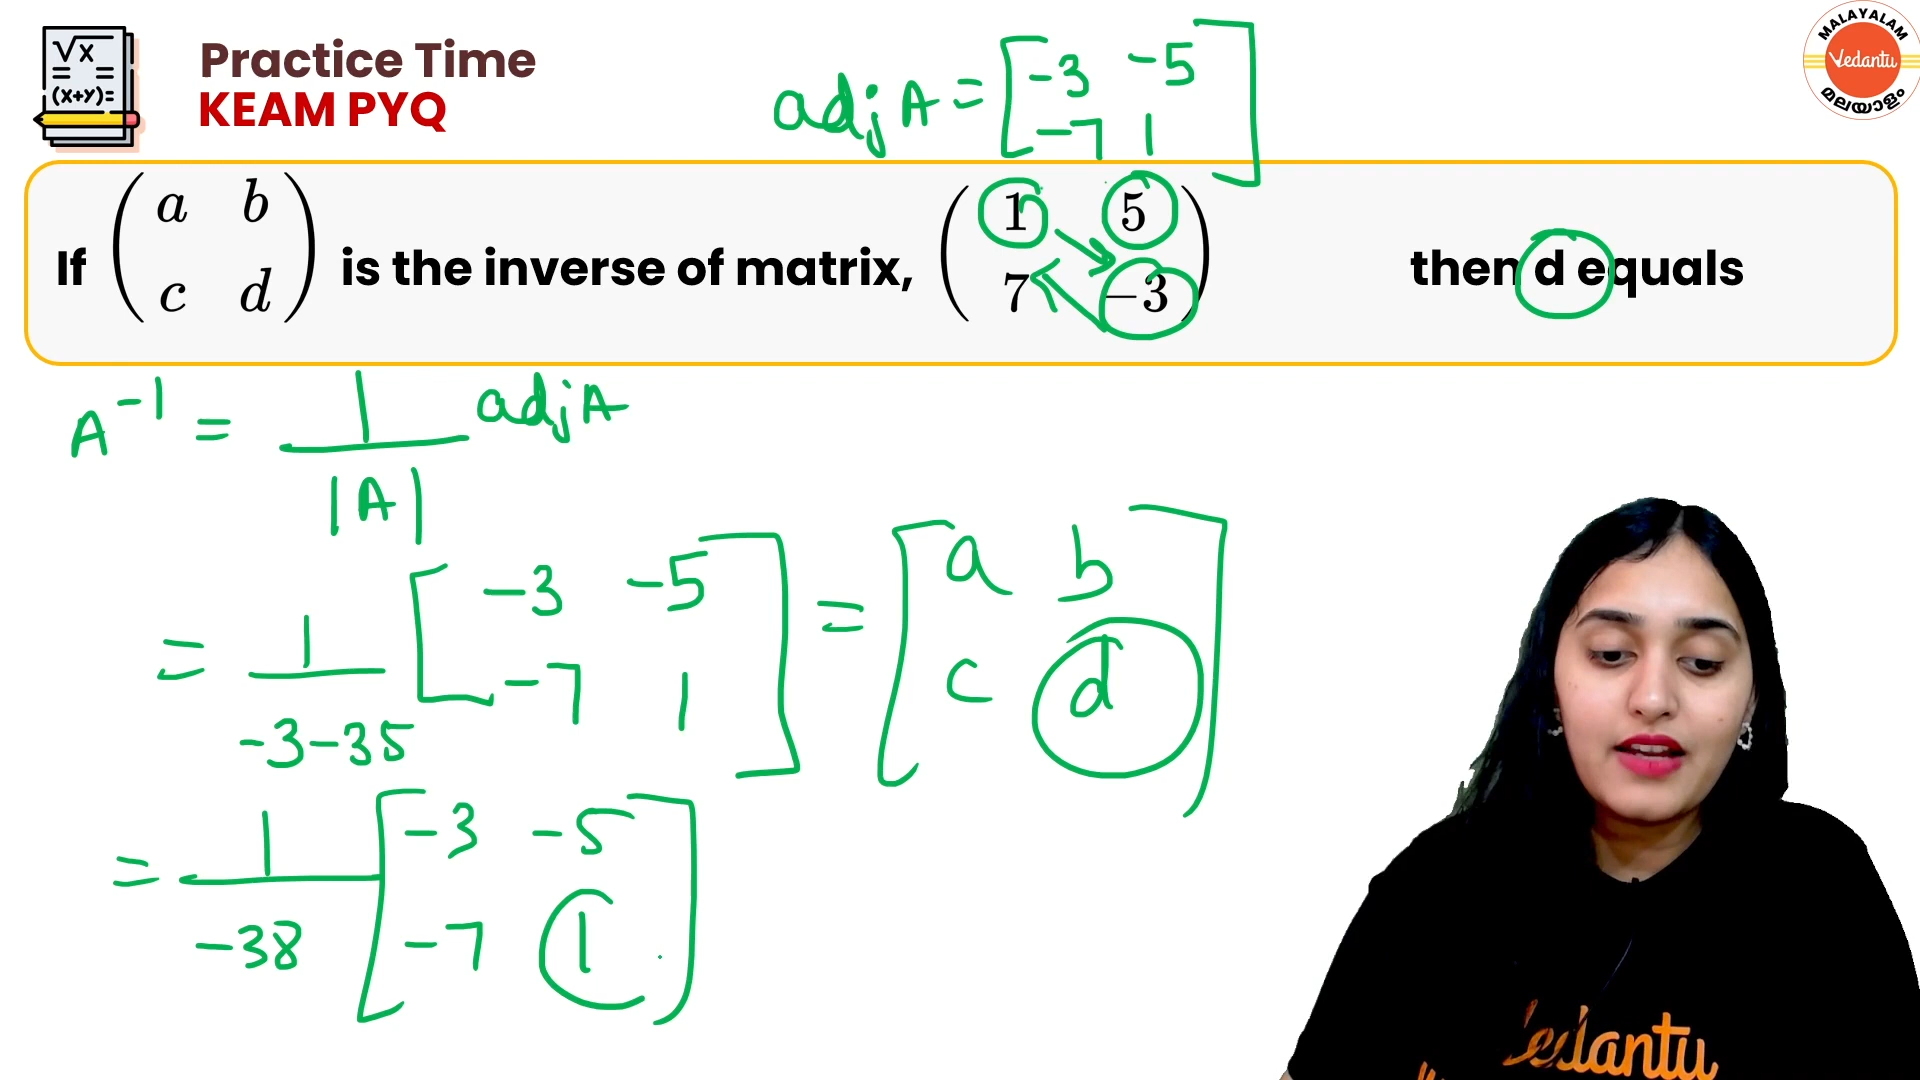 √x
= =
(x+y)=
Practice Time
KEAM PYQ
adj A = [ -3 -5
-7 1 ]
MALAYALAM
Vedantu
മലയാളം
If ( a b
c d ) is the inverse of matrix, ( 1 5
7 −3 ) then d equals
A^-1 = 1/|A| adj A
= 1/(-3-35) [ -3 -5
-7 1 ] = [ a b
c d ]
= 1/-38 [ -3 -5
-7 1 ]
Vedantu